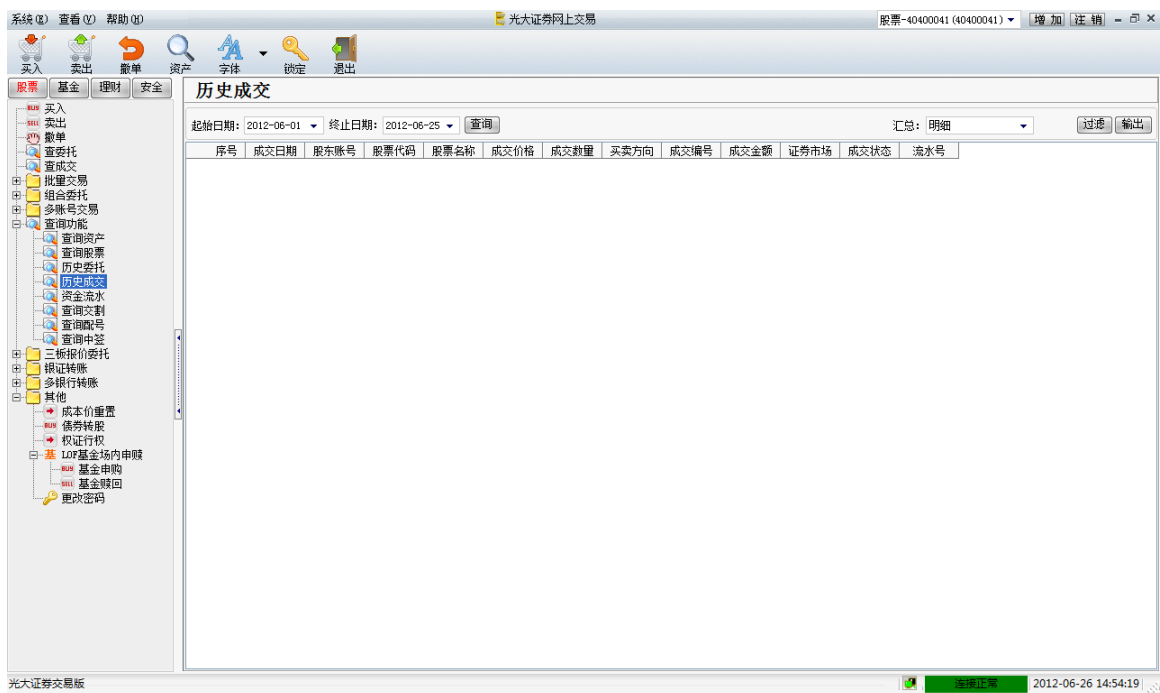 系统(X) 查看(V) 帮助(H) 光大证券网上交易 股票-40400041(40400041) 增 加 注 销
买入 卖出 撤单 资产 字体 锁定 退出
股票 基金 理财 安全
历史成交
起始日期: 2012-06-01 终止日期: 2012-06-25 查询 汇总: 明细 过滤 输出
序号 成交日期 股东账号 股票代码 股票名称 成交价格 成交数量 买卖方向 成交编号 成交金额 证券市场 成交状态 流水号
BUY 买入
SELL 卖出
撤单
查委托
查成交
批量交易
组合委托
多账号交易
查询功能
查询资产
查询股票
历史委托
历史成交
资金流水
查询交割
查询配号
查询中签
三板报价委托
银证转账
多银行转账
其他
成本价重置
BUY 债券转股
权证行权
基 LOF基金场内申赎
BUY 基金申购
SELL 基金赎回
更改密码
光大证券交易版 连接正常 2012-06-26 14:54:19